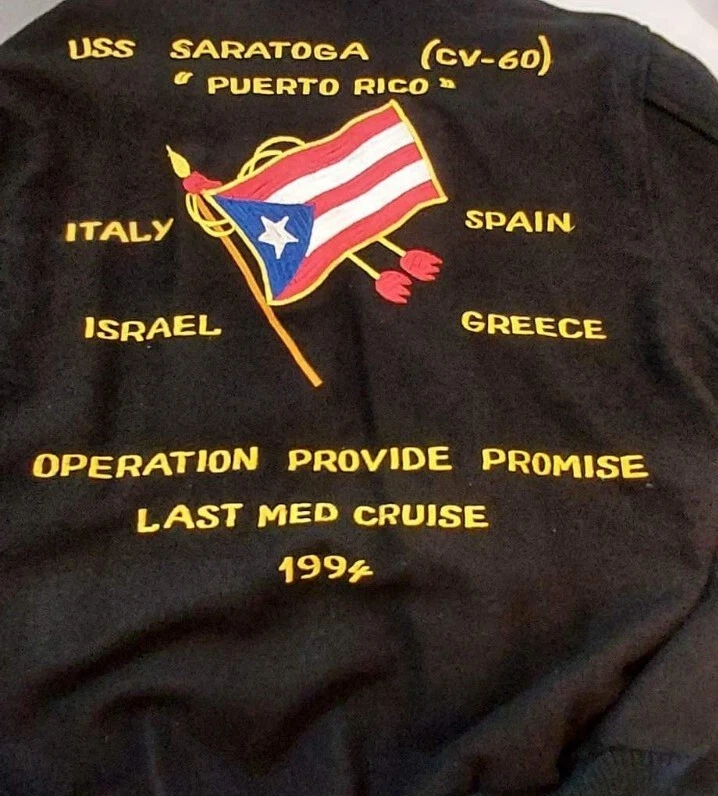 USS SARATOGA (CV-60)
"PUERTO RICO"
ITALY SPAIN
ISRAEL GREECE
OPERATION PROVIDE PROMISE
LAST MED CRUISE
1994